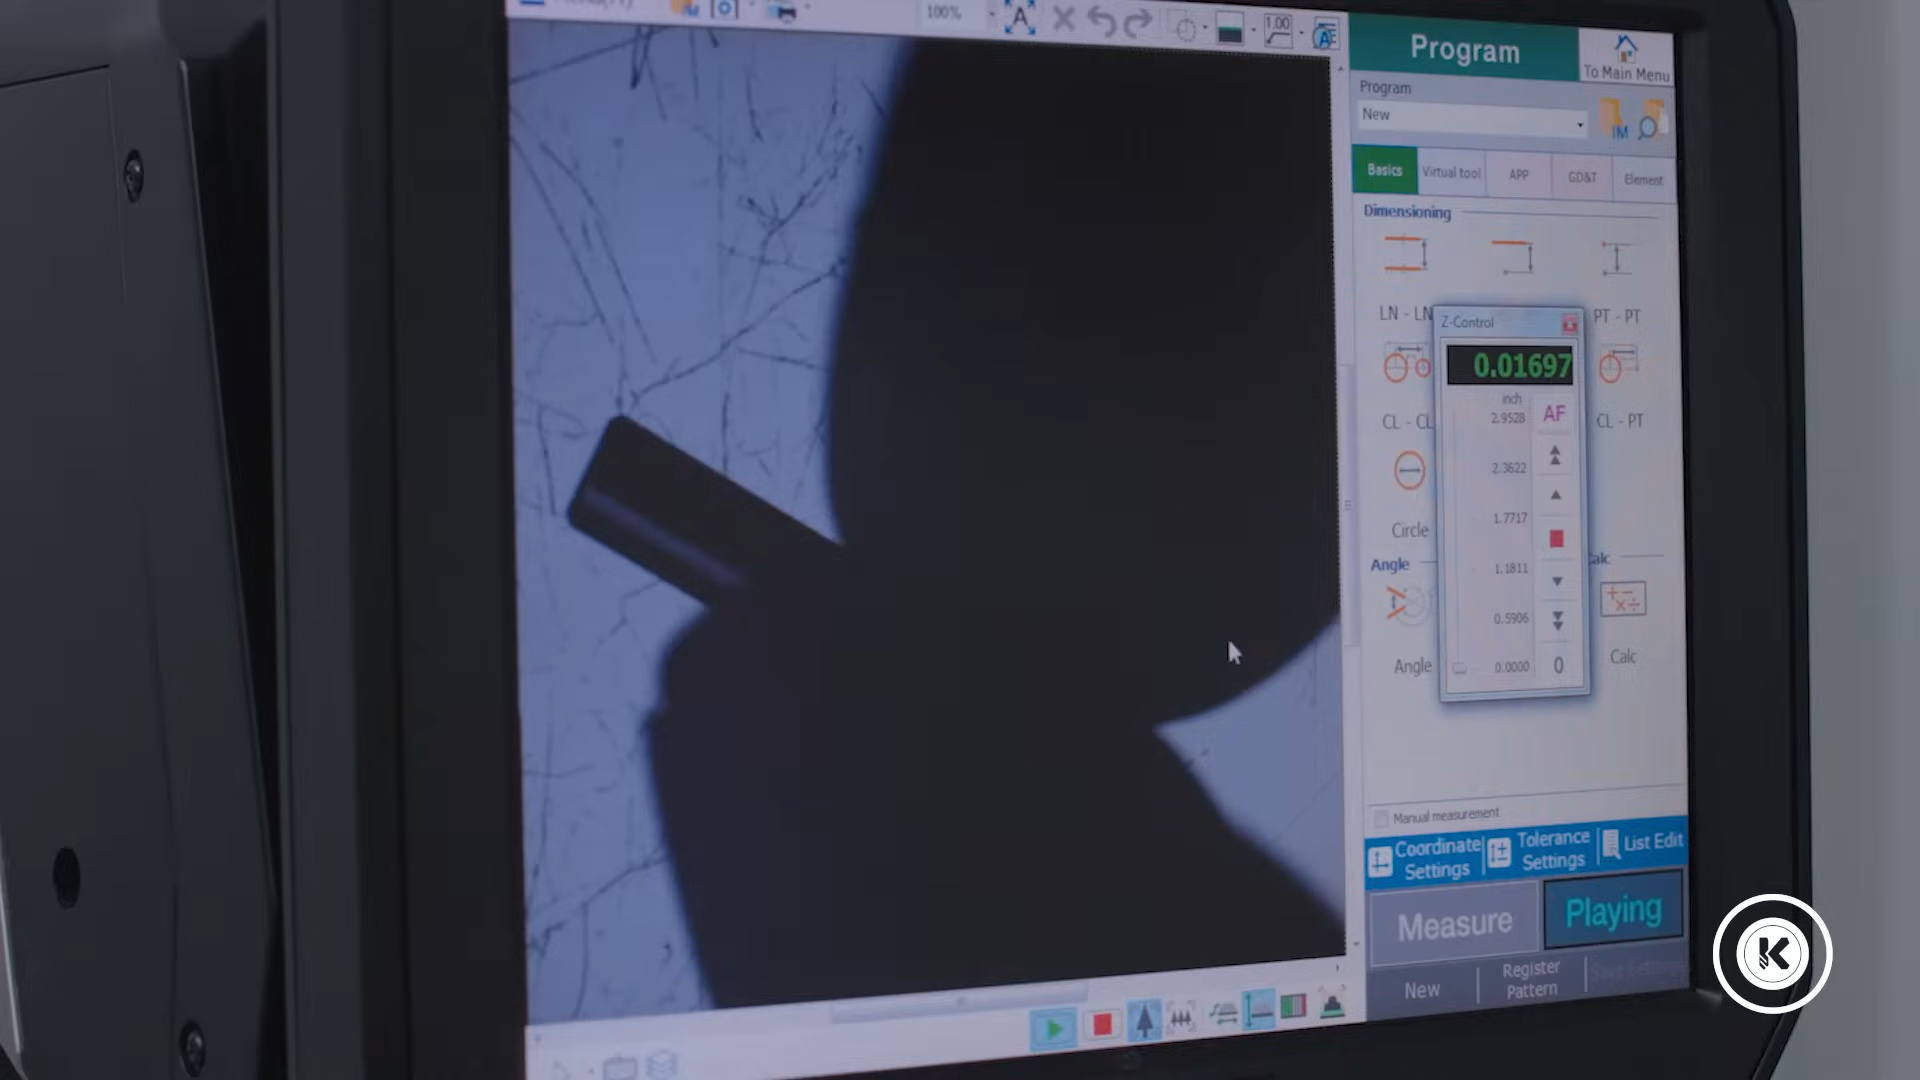 100%
1.00
Program
To Main Menu
Program
New
IM
Basics
Virtual tool
APP
GD&T
Element
Dimensioning
LN - LN
PT - PT
CL - CL
CL - PT
Circle
Angle
Angle
Calc
Z-Control
0.01697
inch
2.9528
AF
2.3622
1.7717
1.1811
0.5906
0.0000
0
Manual measurement
Coordinate
Settings
Tolerance
Settings
List Edit
Measure
Playing
New
Register
Pattern
K